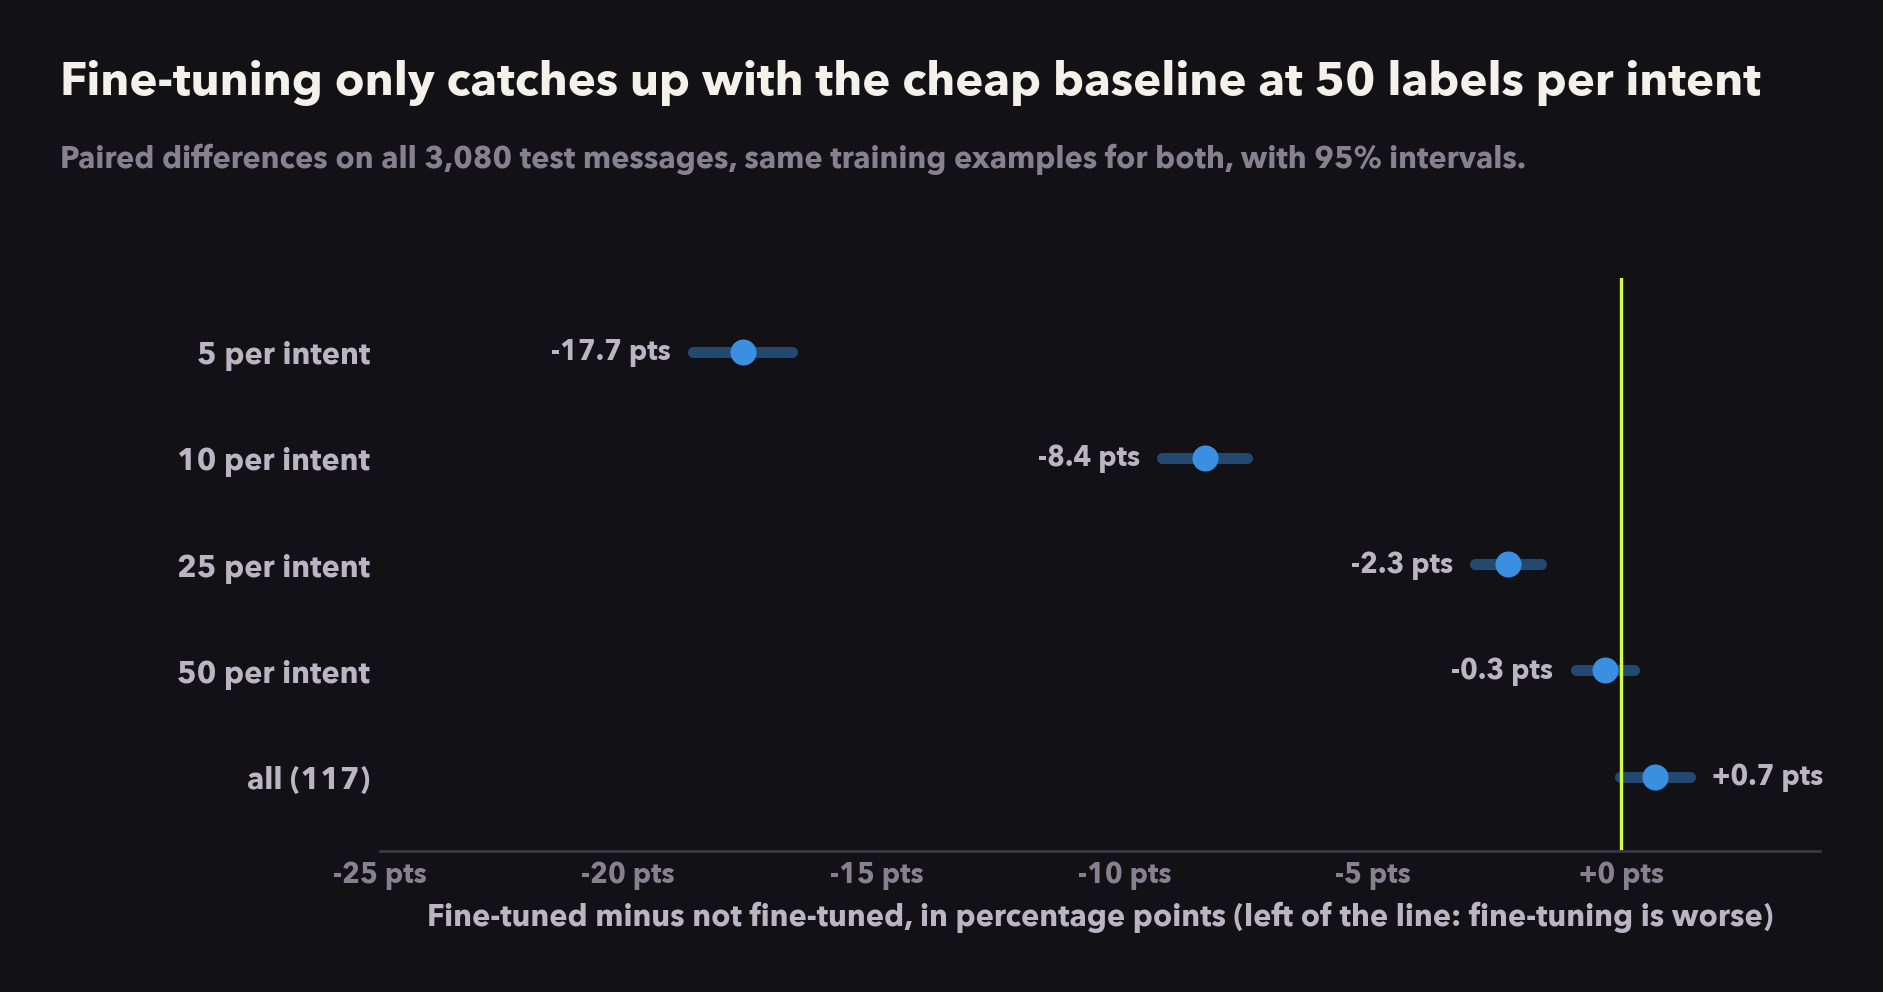 Fine-tuning only catches up with the cheap baseline at 50 labels per intent
Paired differences on all 3,080 test messages, same training examples for both, with 95% intervals.
5 per intent
-17.7 pts
10 per intent
-8.4 pts
25 per intent
-2.3 pts
50 per intent
-0.3 pts
all (117)
+0.7 pts
-25 pts -20 pts -15 pts -10 pts -5 pts +0 pts
Fine-tuned minus not fine-tuned, in percentage points (left of the line: fine-tuning is worse)